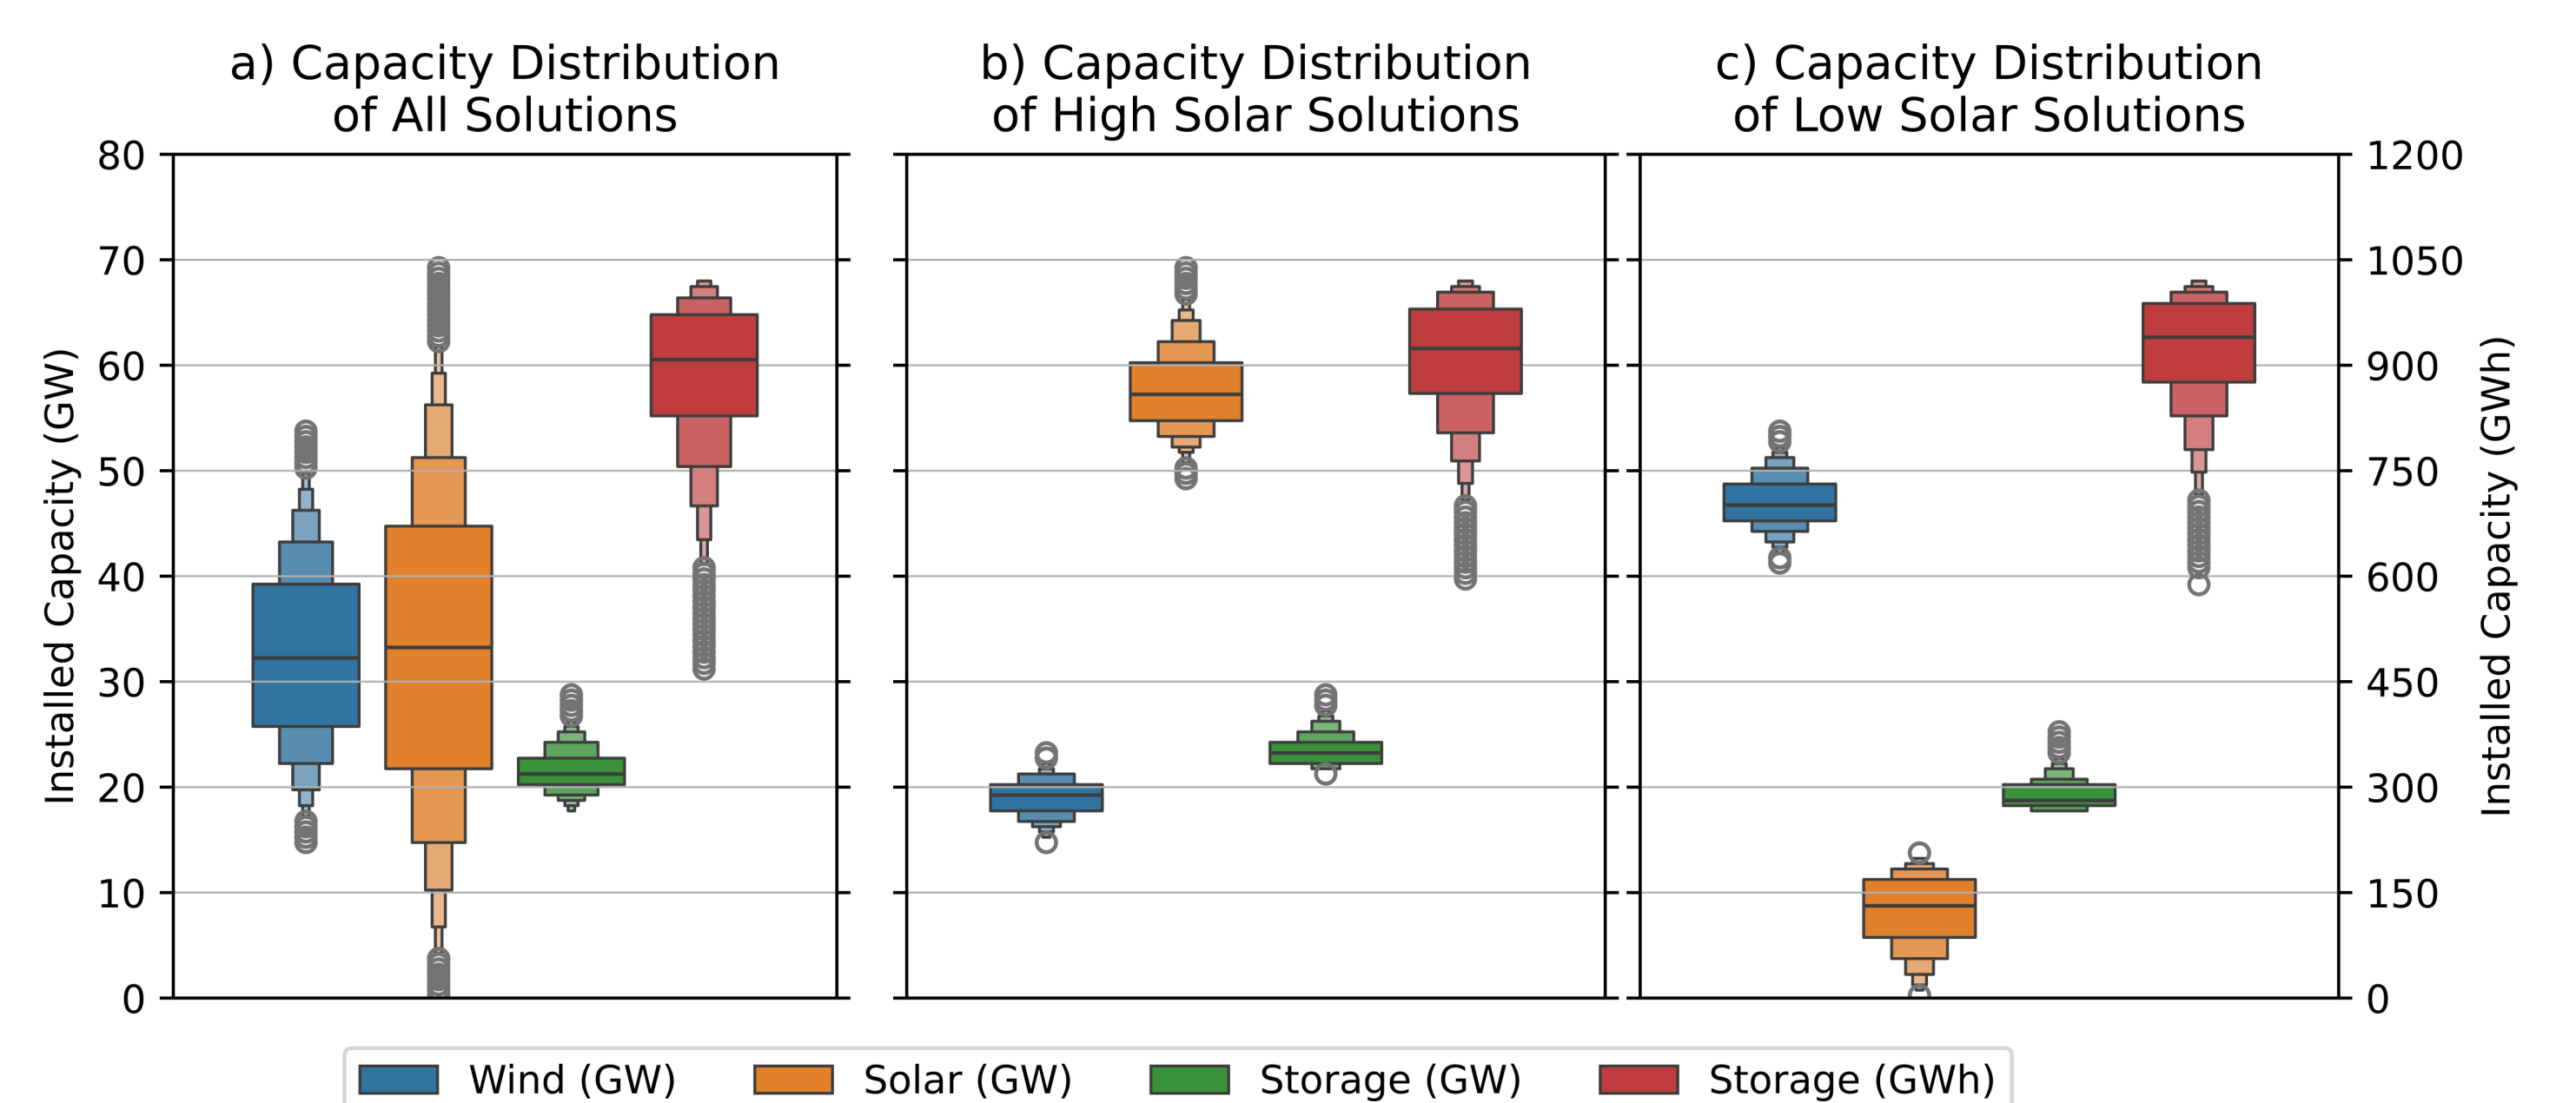 a) Capacity Distribution
of All Solutions
b) Capacity Distribution
of High Solar Solutions
c) Capacity Distribution
of Low Solar Solutions
Installed Capacity (GW)
80
70
60
50
40
30
20
10
0
1200
1050
900
750
600
450
300
150
0
Installed Capacity (GWh)
Wind (GW)
Solar (GW)
Storage (GW)
Storage (GWh)